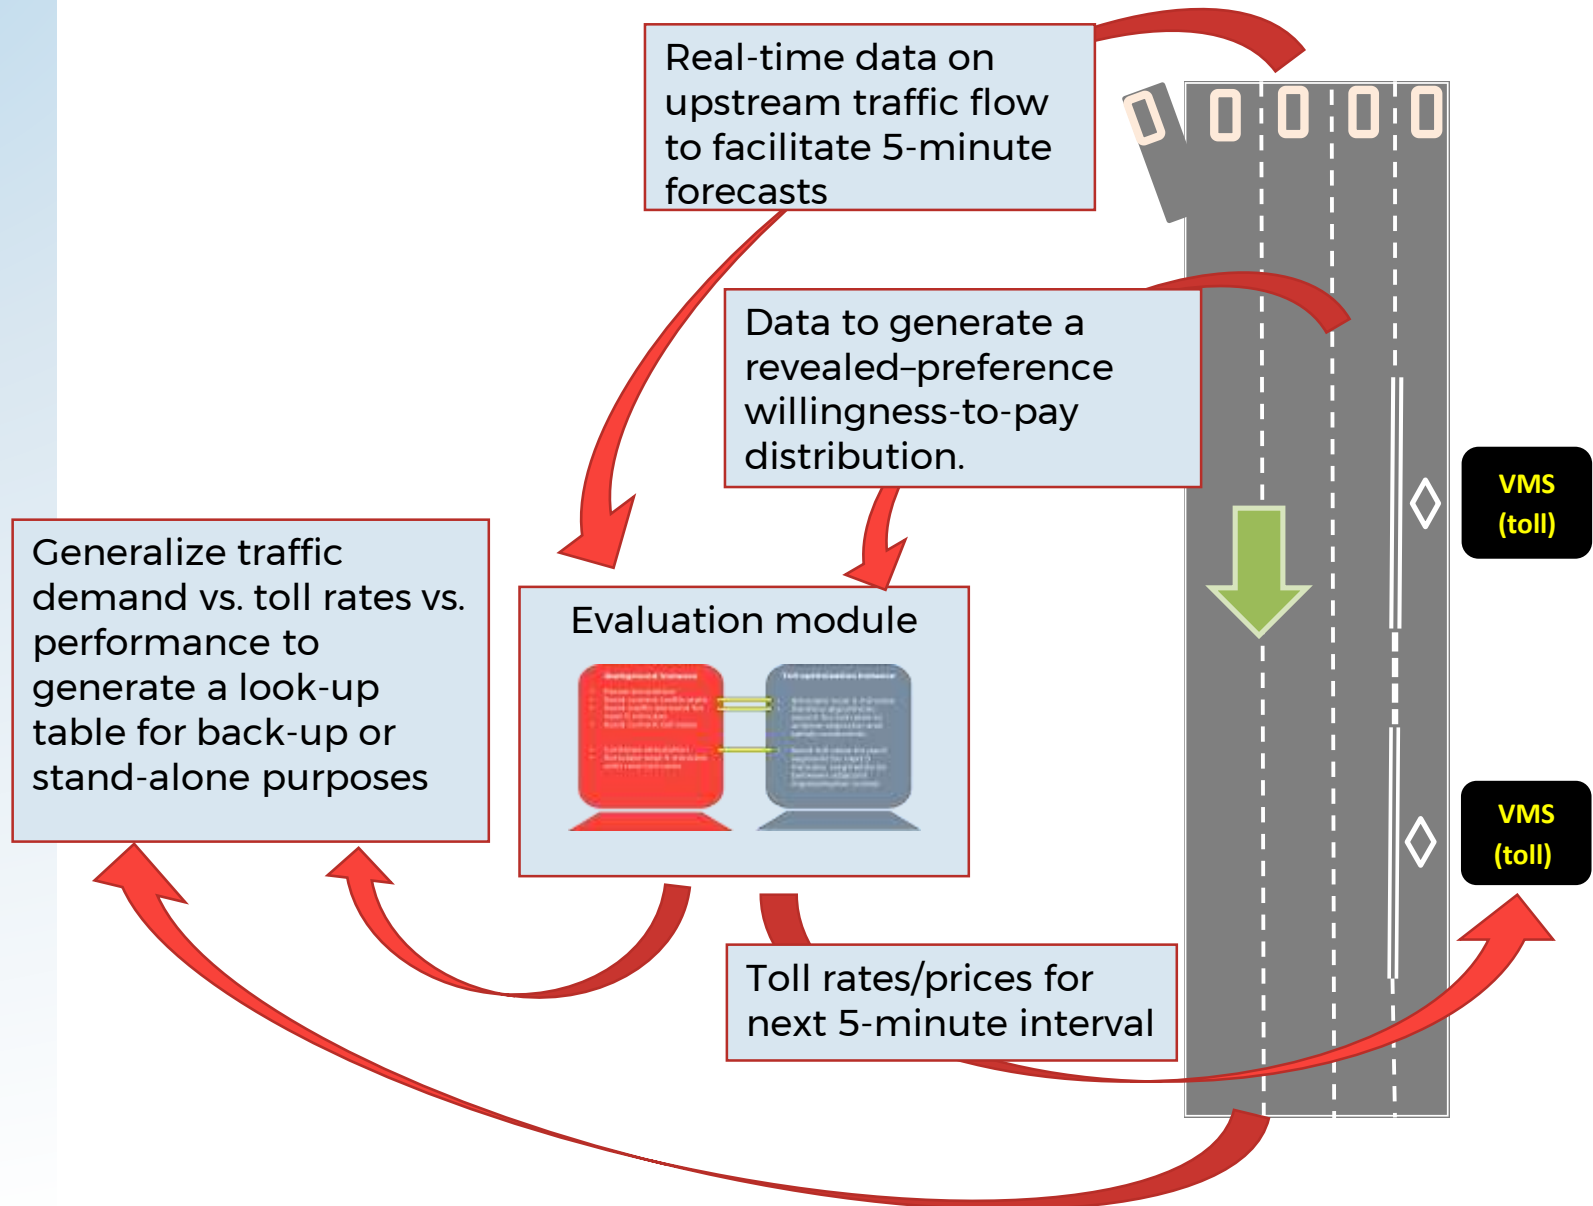 Real-time data on
upstream traffic flow
to facilitate 5-minute
forecasts
Data to generate a
revealed–preference
willingness-to-pay
distribution.
VMS
(toll)
Generalize traffic
demand vs. toll rates vs.
performance to
generate a look-up
table for back-up or
stand-alone purposes
Evaluation module
VMS
(toll)
Toll rates/prices for
next 5-minute interval